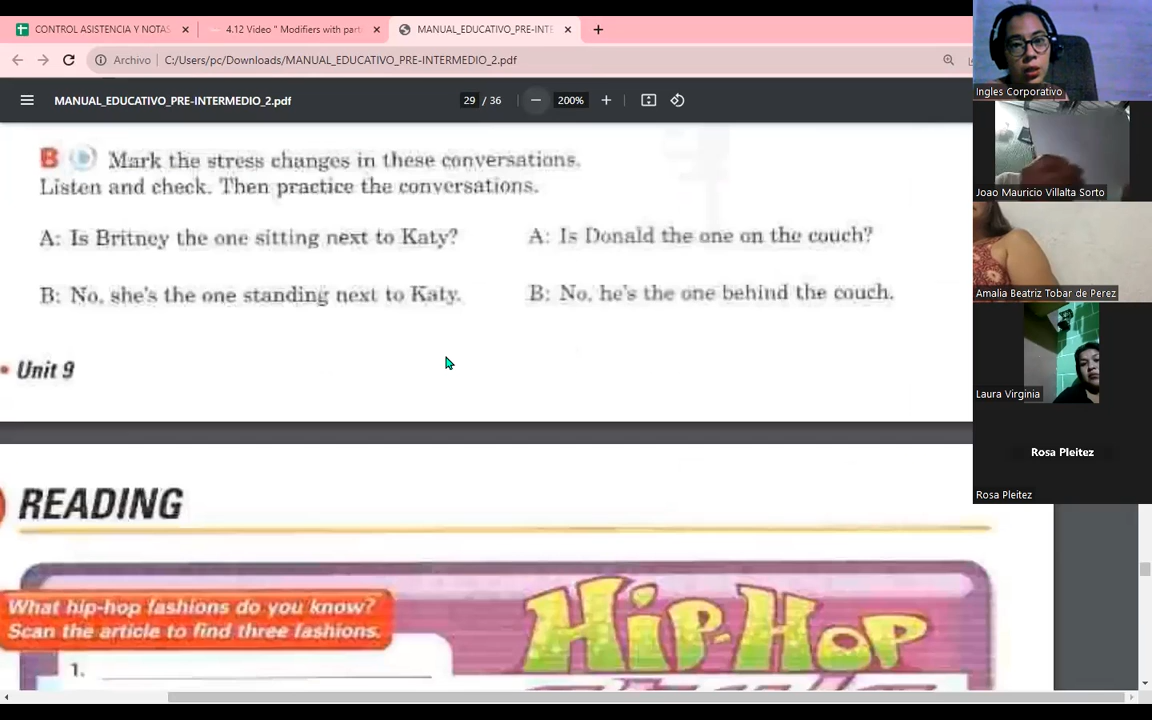 CONTROL ASISTENCIA Y NOTAS
4.12 Video " Modifiers with part
MANUAL_EDUCATIVO_PRE-INTE
Archivo
C:/Users/pc/Downloads/MANUAL_EDUCATIVO_PRE-INTERMEDIO_2.pdf
MANUAL_EDUCATIVO_PRE-INTERMEDIO_2.pdf
29 / 36
200%
B Mark the stress changes in these conversations.
Listen and check. Then practice the conversations.
A: Is Britney the one sitting next to Katy?
B: No, she's the one standing next to Katy.
A: Is Donald the one on the couch?
B: No, he's the one behind the couch.
• Unit 9
READING
What hip-hop fashions do you know?
Scan the article to find three fashions.
1.
Hip-Hop
Ingles Corporativo
Joao Mauricio Villalta Sorto
Amalia Beatriz Tobar de Perez
Laura Virginia
Rosa Pleitez
Rosa Pleitez